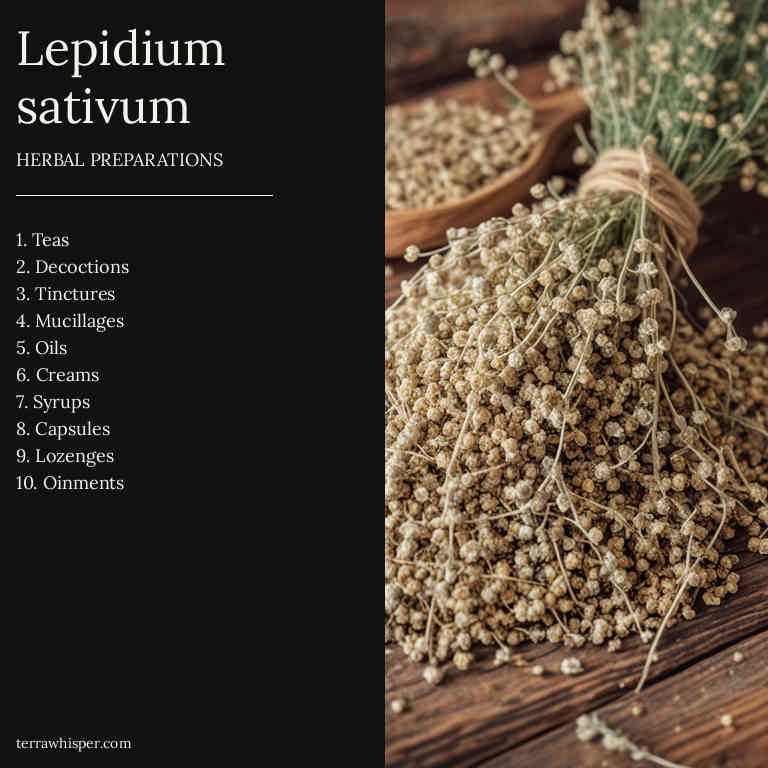 Lepidium
sativum
HERBAL PREPARATIONS
1. Teas
2. Decoctions
3. Tinctures
4. Mucillages
5. Oils
6. Creams
7. Syrups
8. Capsules
9. Lozenges
10. Oinments
terrawhisper.com